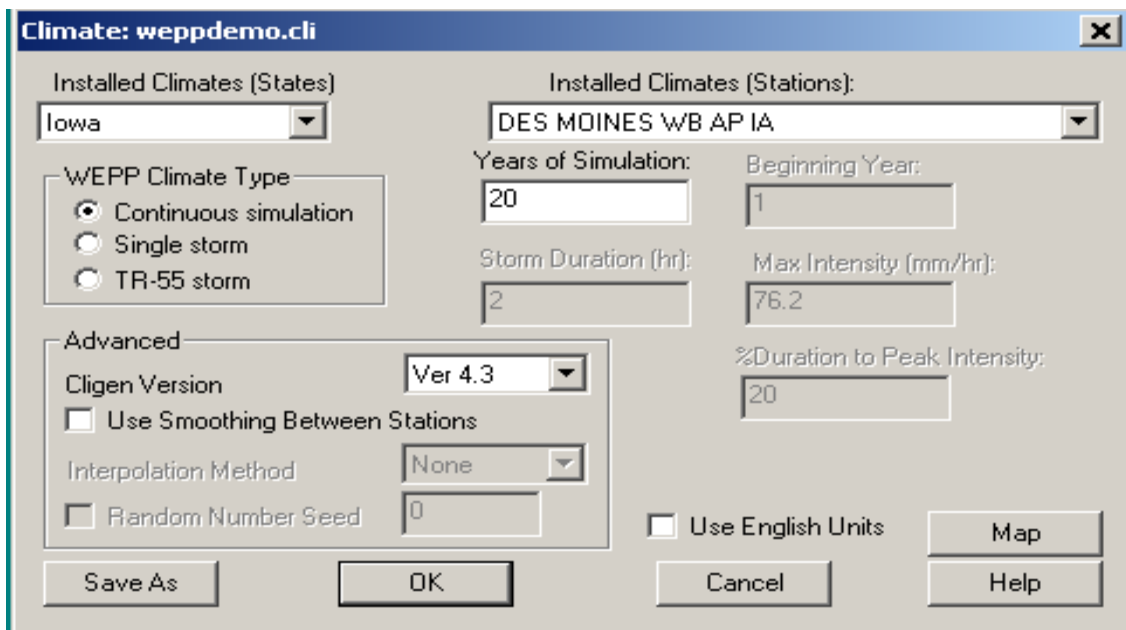 Climate: weppdemo.cli
Installed Climates (States)
Installed Climates (Stations):
Iowa
DES MOINES WB AP IA
WEPP Climate Type
Continuous simulation
Single storm
TR-55 storm
Years of Simulation:
20
Beginning Year:
1
Storm Duration (hr):
2
Max Intensity (mm/hr):
76.2
%Duration to Peak Intensity:
20
Advanced
Cligen Version
Ver 4.3
Use Smoothing Between Stations
Interpolation Method
None
Random Number Seed
0
Use English Units
Map
Save As
OK
Cancel
Help